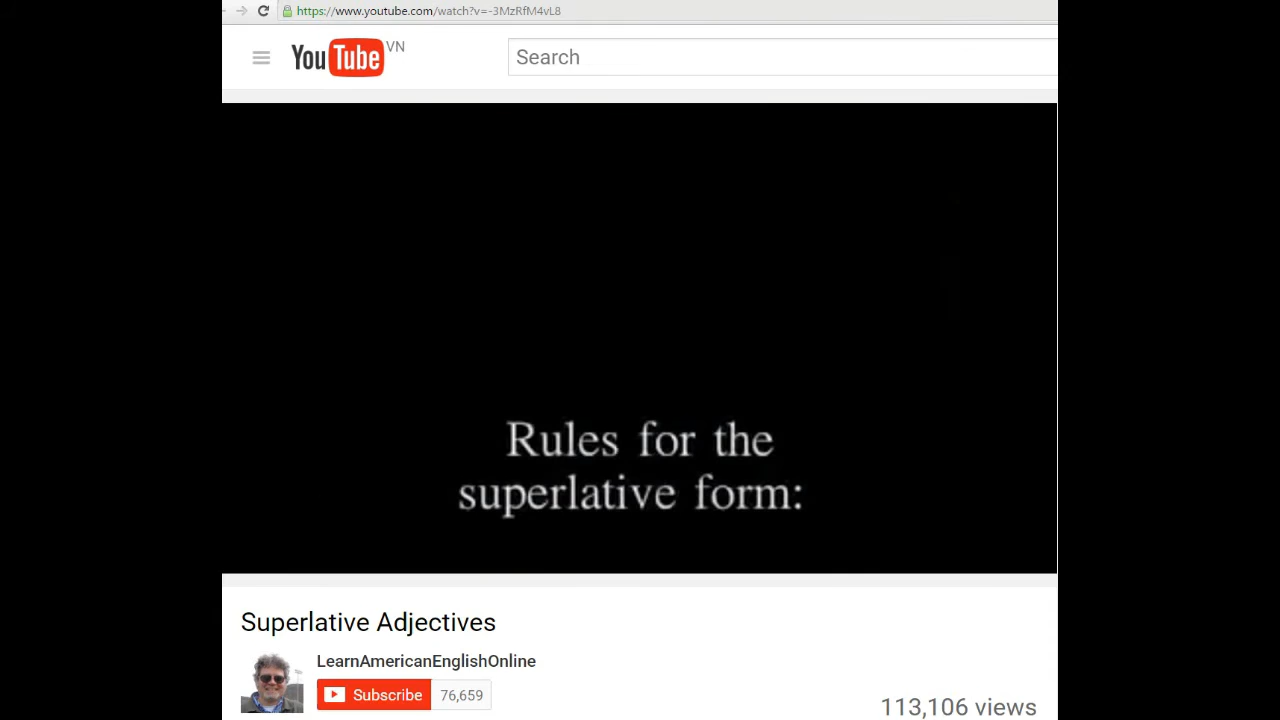 https://www.youtube.com/watch?v=-3MzRfM4vL8
YouTube VN
Search
Rules for the
superlative form:
Superlative Adjectives
LearnAmericanEnglishOnline
Subscribe 76,659
113,106 views